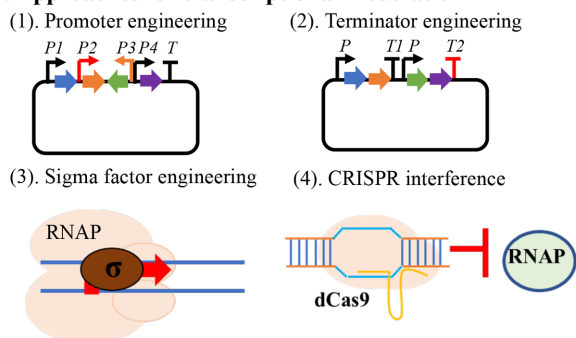 (1). Promoter engineering
P1 P2 P3 P4 T
(2). Terminator engineering
P T1 P T2
(3). Sigma factor engineering
RNAP
σ
(4). CRISPR interference
dCas9
RNAP